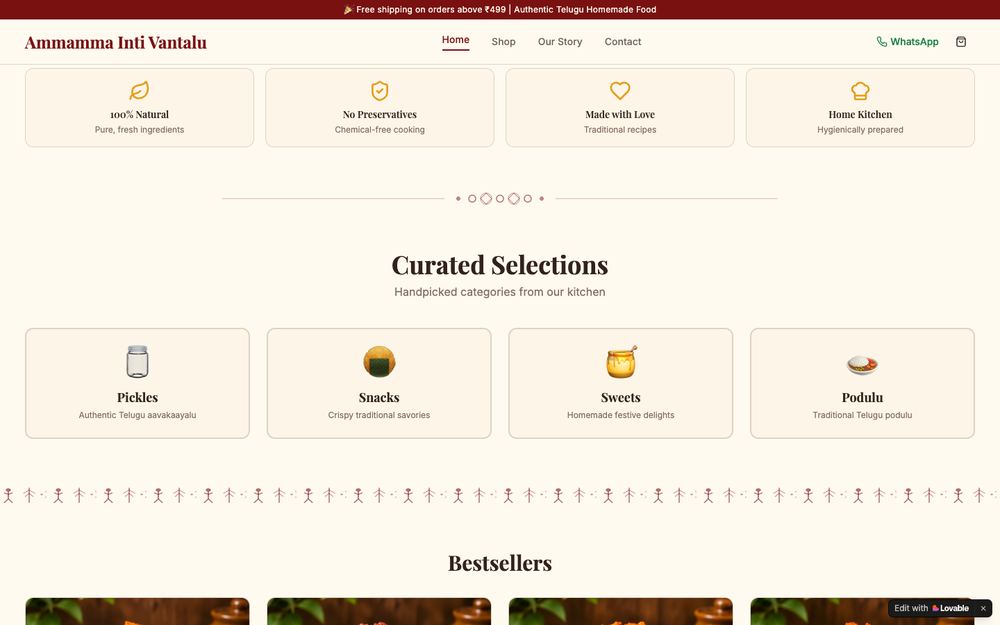 🎉 Free shipping on orders above ₹499 | Authentic Telugu Homemade Food
Ammamma Inti Vantalu
Home
Shop
Our Story
Contact
WhatsApp
100% Natural
Pure, fresh ingredients
No Preservatives
Chemical-free cooking
Made with Love
Traditional recipes
Home Kitchen
Hygienically prepared
Curated Selections
Handpicked categories from our kitchen
Pickles
Authentic Telugu aavakaayalu
Snacks
Crispy traditional savories
Sweets
Homemade festive delights
Podulu
Traditional Telugu podulu
Bestsellers
Edit with Lovable ×